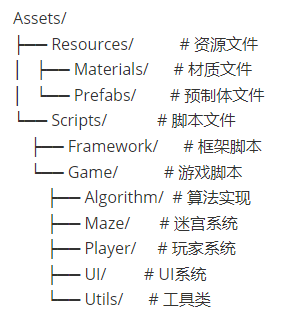 Assets/
├── Resources/ # 资源文件
│ ├── Materials/ # 材质文件
│ └── Prefabs/ # 预制体文件
└── Scripts/ # 脚本文件
├── Framework/ # 框架脚本
└── Game/ # 游戏脚本
├── Algorithm/ # 算法实现
├── Maze/ # 迷宫系统
├── Player/ # 玩家系统
├── UI/ # UI系统
└── Utils/ # 工具类